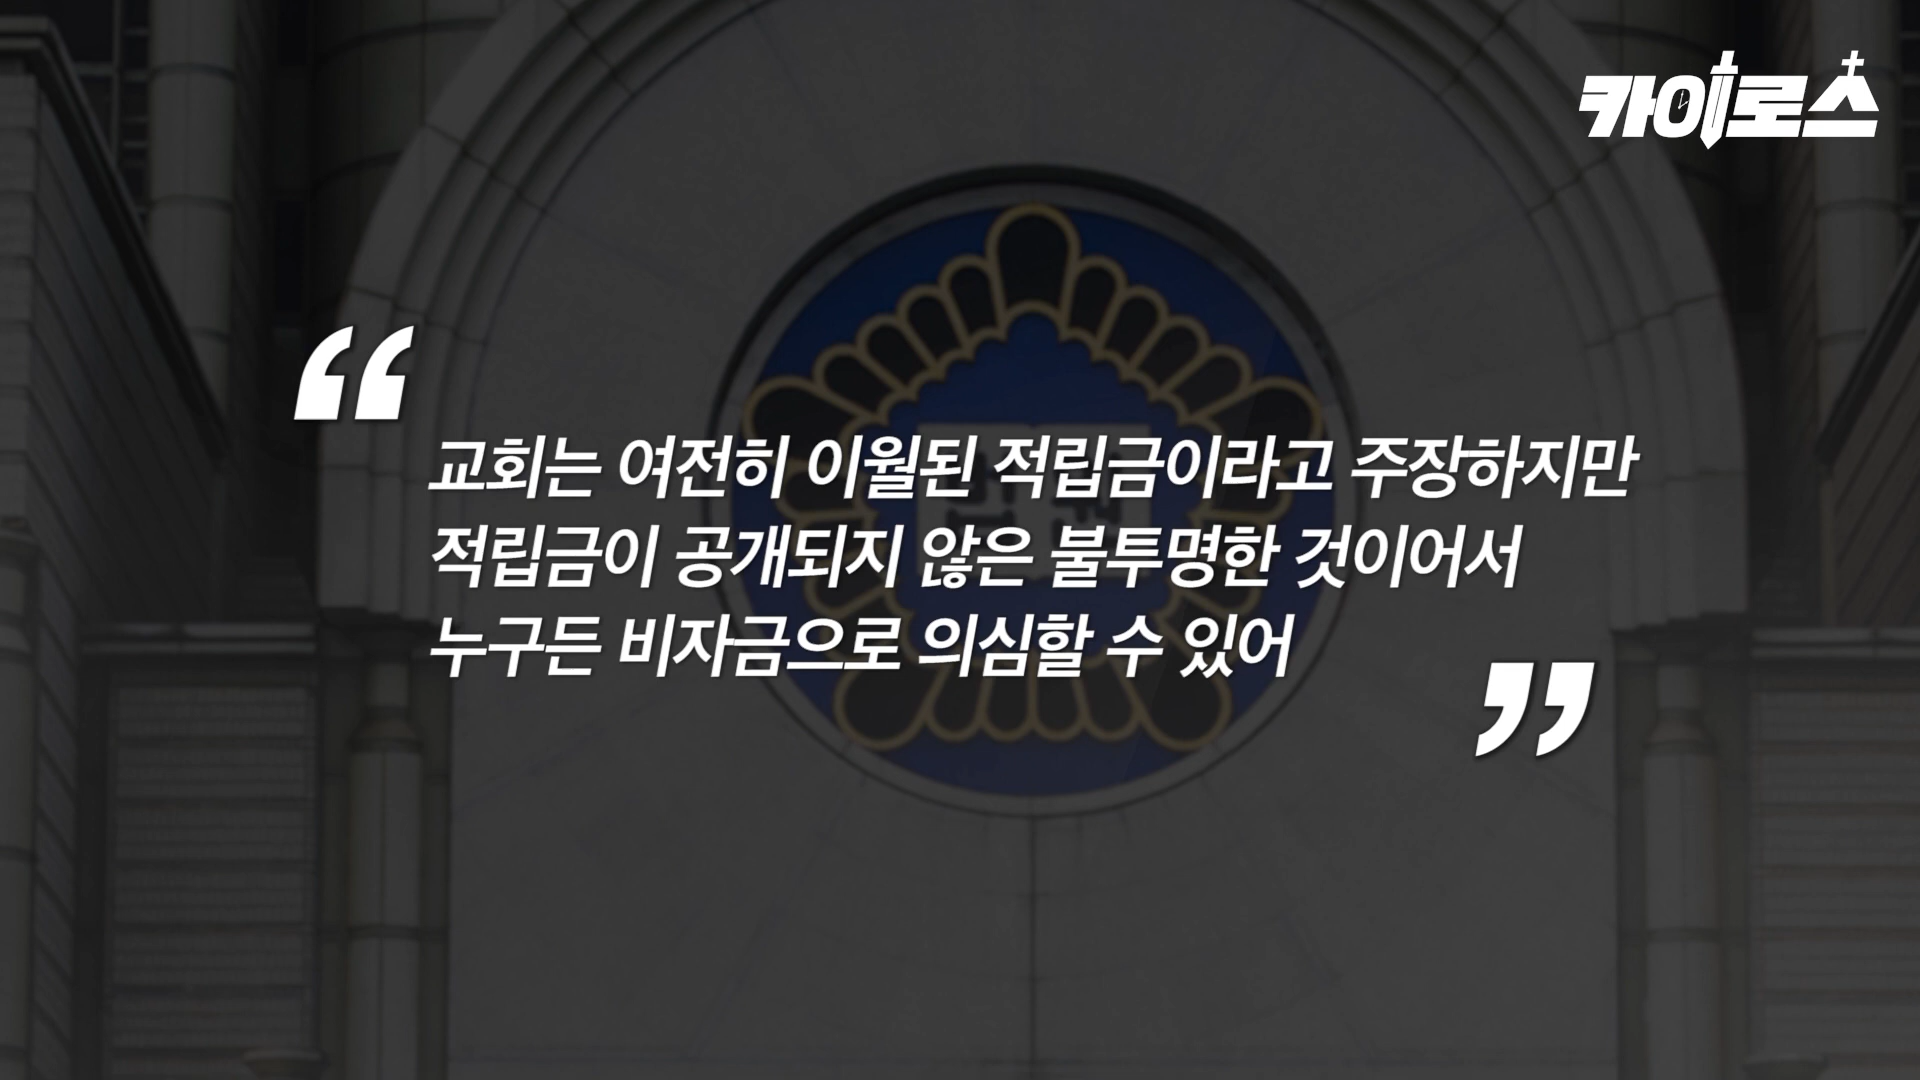 카이로스
“
교회는 여전히 이월된 적립금이라고 주장하지만
적립금이 공개되지 않은 불투명한 것이어서
누구든 비자금으로 의심할 수 있어
”